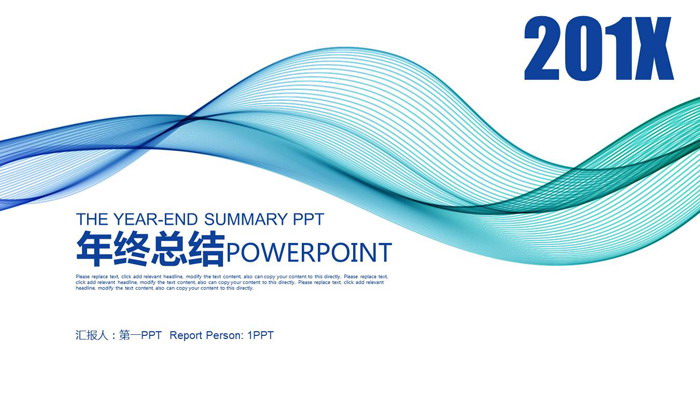 201X
THE YEAR-END SUMMARY PPT
年终总结POWERPOINT
Please replace text, click add relevant headline, modify the text content, also can copy your content to this directly. Please replace text,
click add relevant headline, modify the text content, also can copy your content to this directly. Please replace text, click add relevant
headline, modify the text content, also can copy your content to this directly.
汇报人：第一PPT Report Person: 1PPT